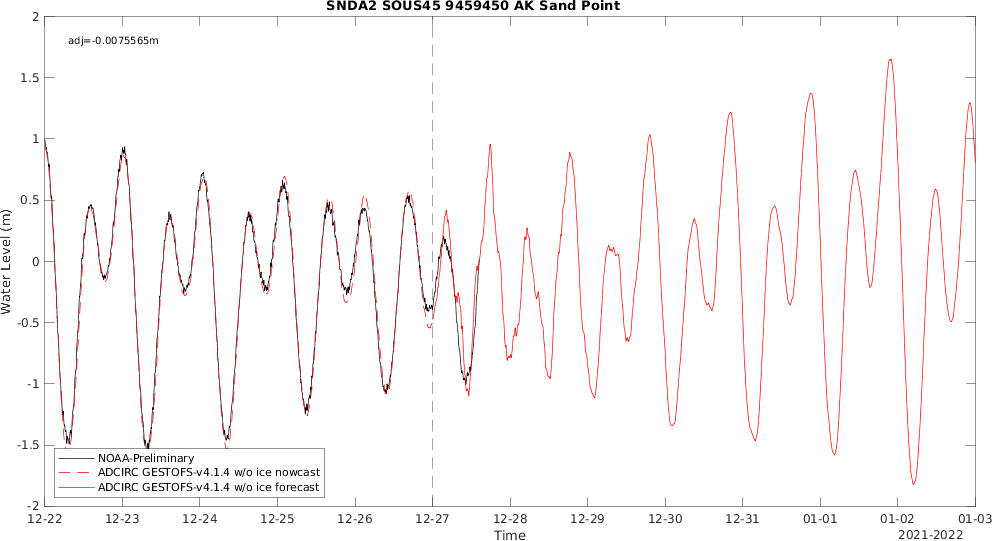 SNDA2 SOUS45 9459450 AK Sand Point
adj=-0.0075565m
2
1.5
1
0.5
0
-0.5
-1
-1.5
-2
Water Level (m)
NOAA-Preliminary
ADCIRC GESTOFS-v4.1.4 w/o ice nowcast
ADCIRC GESTOFS-v4.1.4 w/o ice forecast
12-22 12-23 12-24 12-25 12-26 12-27 12-28 12-29 12-30 12-31 01-01 01-02 01-03
Time
2021-2022